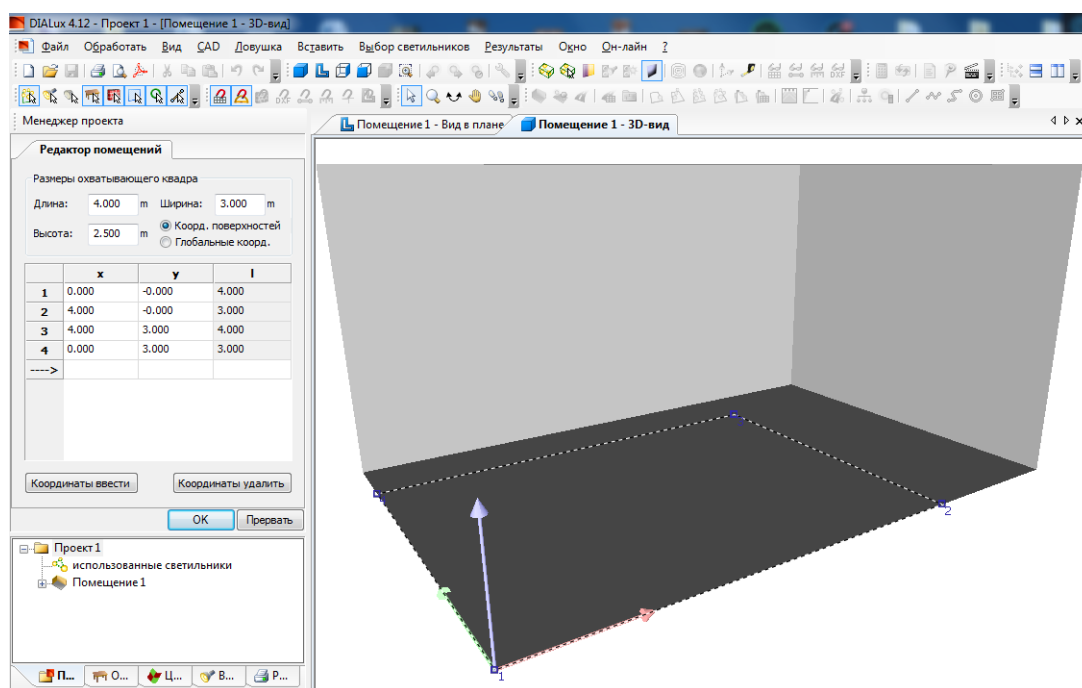 DIALux 4.12 - Проект 1 - [Помещение 1 - 3D-вид]
Файл Обработать Вид CAD Ловушка Вставить Выбор светильников Результаты Окно Он-лайн ?
Менеджер проекта
Помещение 1 - Вид в плане Помещение 1 - 3D-вид
Редактор помещений
Размеры охватывающего квадра
Длина: 4.000 m Ширина: 3.000 m
Высота: 2.500 m Коорд. поверхностей
Глобальные коорд.
x y l
1 0.000 -0.000 4.000
2 4.000 -0.000 3.000
3 4.000 3.000 4.000
4 0.000 3.000 3.000
---->
Координаты ввести Координаты удалить
OK Прервать
Проект 1
использованные светильники
Помещение 1
П... О... Ц... В... Р...
2
1